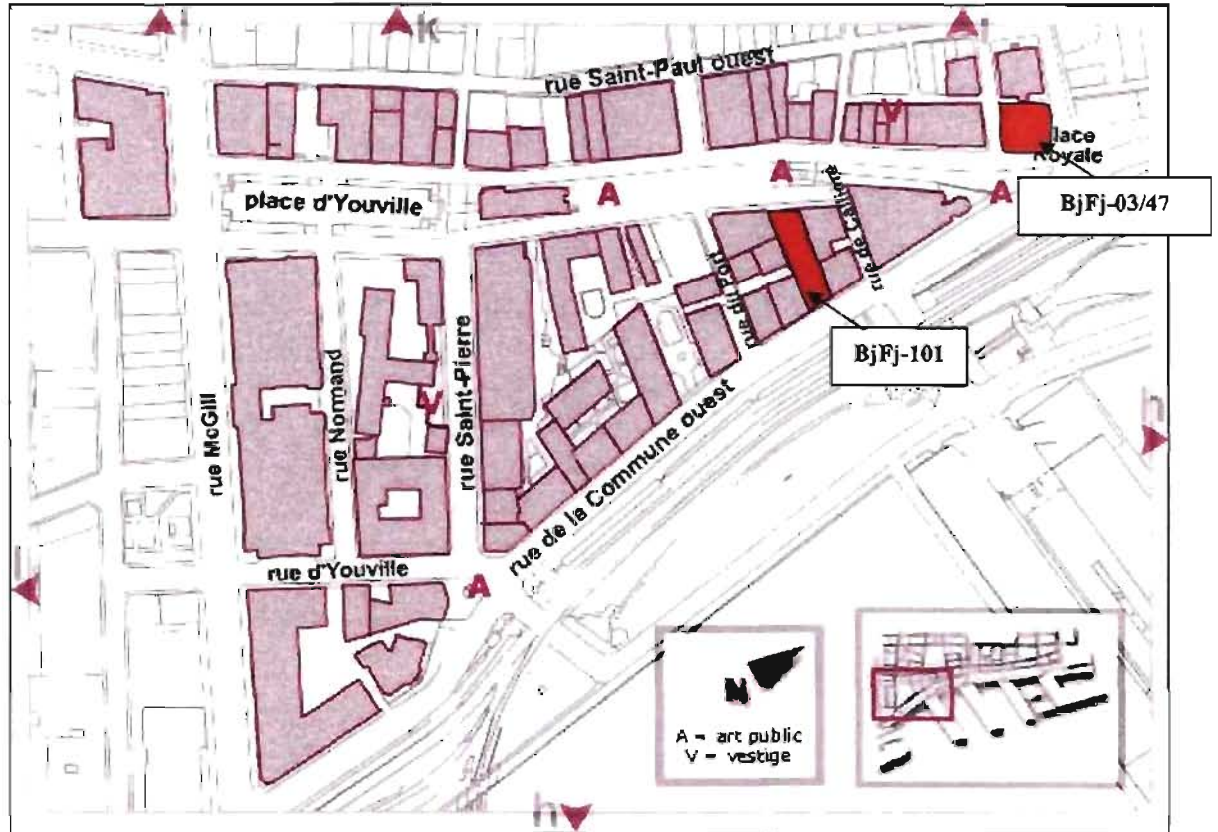 k
i
rue Saint-Paul ouest
V
lace
Royale
A
A
A
place d'Youville
BjFj-03/47
rue de Callière
rue du Port
BjFj-101
V
rue McGill
rue Normand
rue Saint-Pierre
rue de la Commune ouest
h
rue d'Youville
A
N
A = art public
V = vestige
h